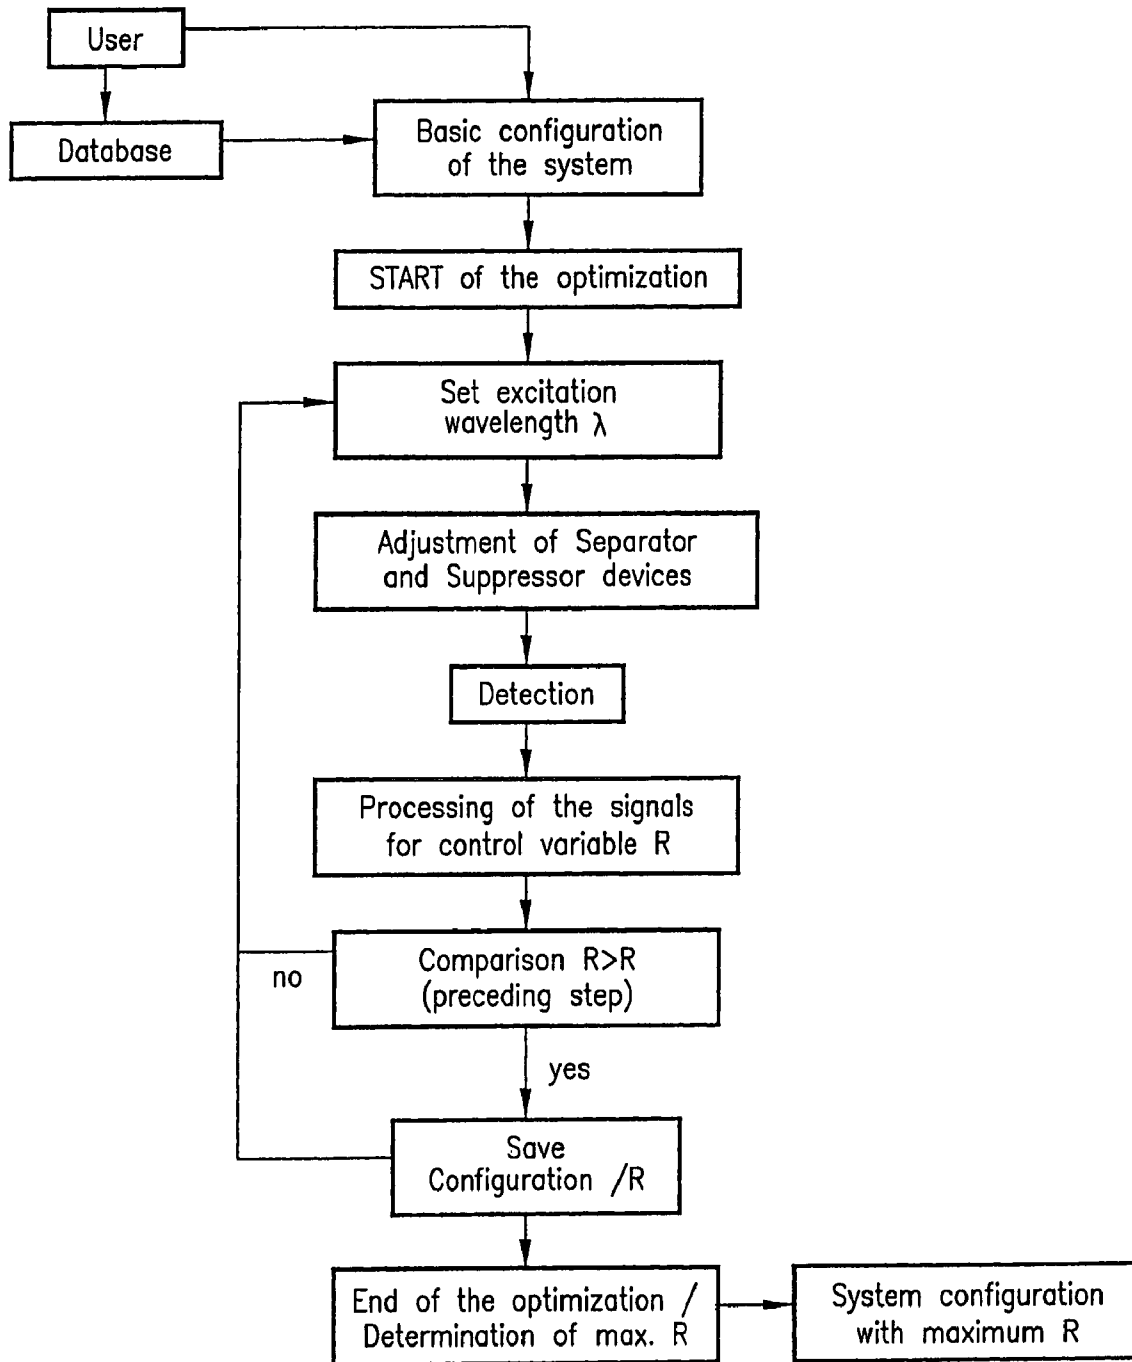 User
Database
Basic configuration
of the system
START of the optimization
Set excitation
wavelength λ
Adjustment of Separator
and Suppressor devices
Detection
Processing of the signals
for control variable R
Comparison R>R
(preceding step)
no
yes
Save
Configuration /R
End of the optimization /
Determination of max. R
System configuration
with maximum R